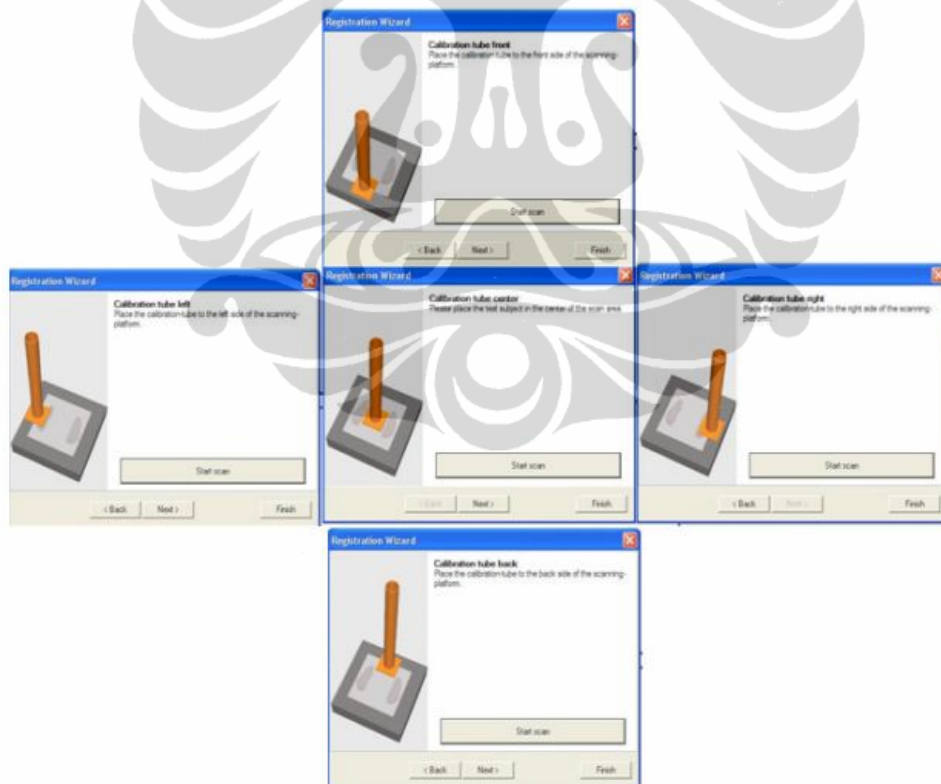 Registration Wizard
Calibration tube front
Place the calibration tube to the front side of the scanning-
platform.
Start scan
< Back Next > Finish
Registration Wizard
Calibration tube left
Place the calibration tube to the left side of the scanning-
platform.
Start scan
< Back Next > Finish
Registration Wizard
Calibration tube center
Please place the test subject in the center of the scan area
Start scan
< Back Next > Finish
Registration Wizard
Calibration tube right
Place the calibration tube to the right side of the scanning-
platform.
Start scan
< Back Next > Finish
Registration Wizard
Calibration tube back
Place the calibration tube to the back side of the scanning-
platform.
Start scan
< Back Next > Finish